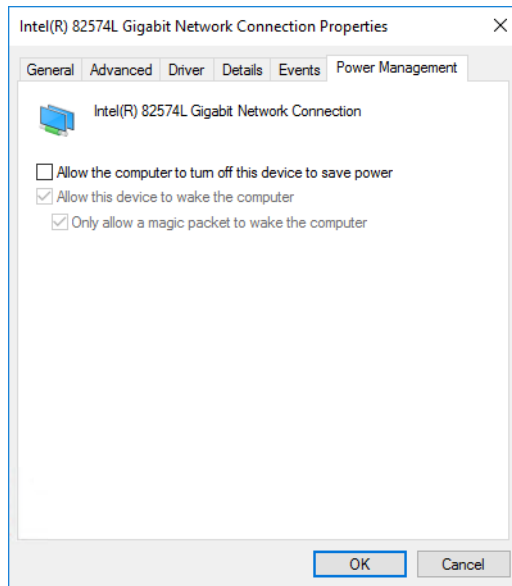 Intel(R) 82574L Gigabit Network Connection Properties
General Advanced Driver Details Events Power Management
Intel(R) 82574L Gigabit Network Connection
Allow the computer to turn off this device to save power
Allow this device to wake the computer
Only allow a magic packet to wake the computer
OK Cancel